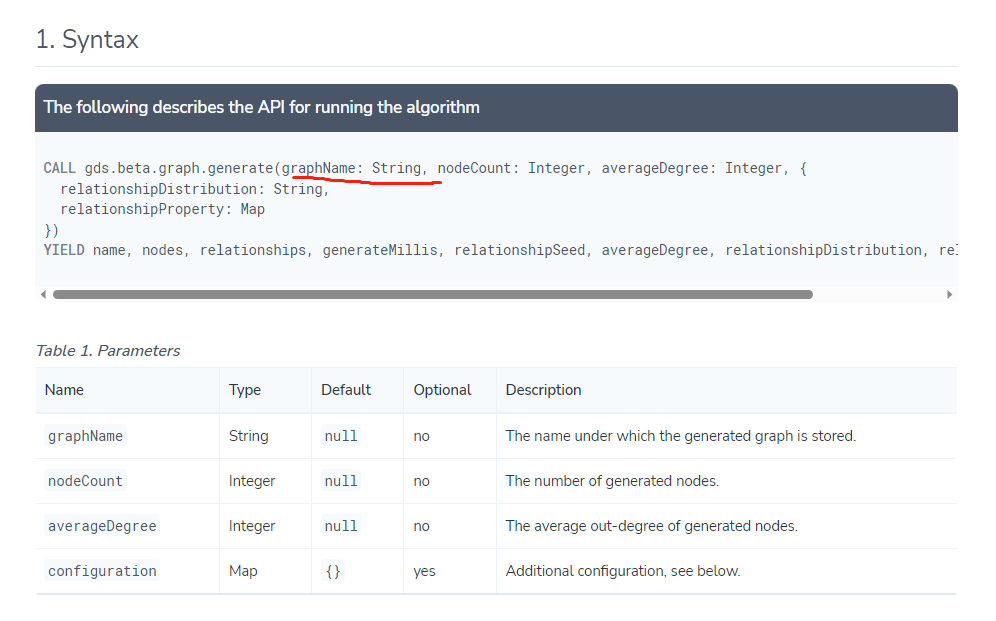 1. Syntax
The following describes the API for running the algorithm
CALL gds.beta.graph.generate(graphName: String, nodeCount: Integer, averageDegree: Integer, {
relationshipDistribution: String,
relationshipProperty: Map
})
YIELD name, nodes, relationships, generateMillis, relationshipSeed, averageDegree, relationshipDistribution, rel
Table 1. Parameters
Name Type Default Optional Description
graphName String null no The name under which the generated graph is stored.
nodeCount Integer null no The number of generated nodes.
averageDegree Integer null no The average out-degree of generated nodes.
configuration Map {} yes Additional configuration, see below.